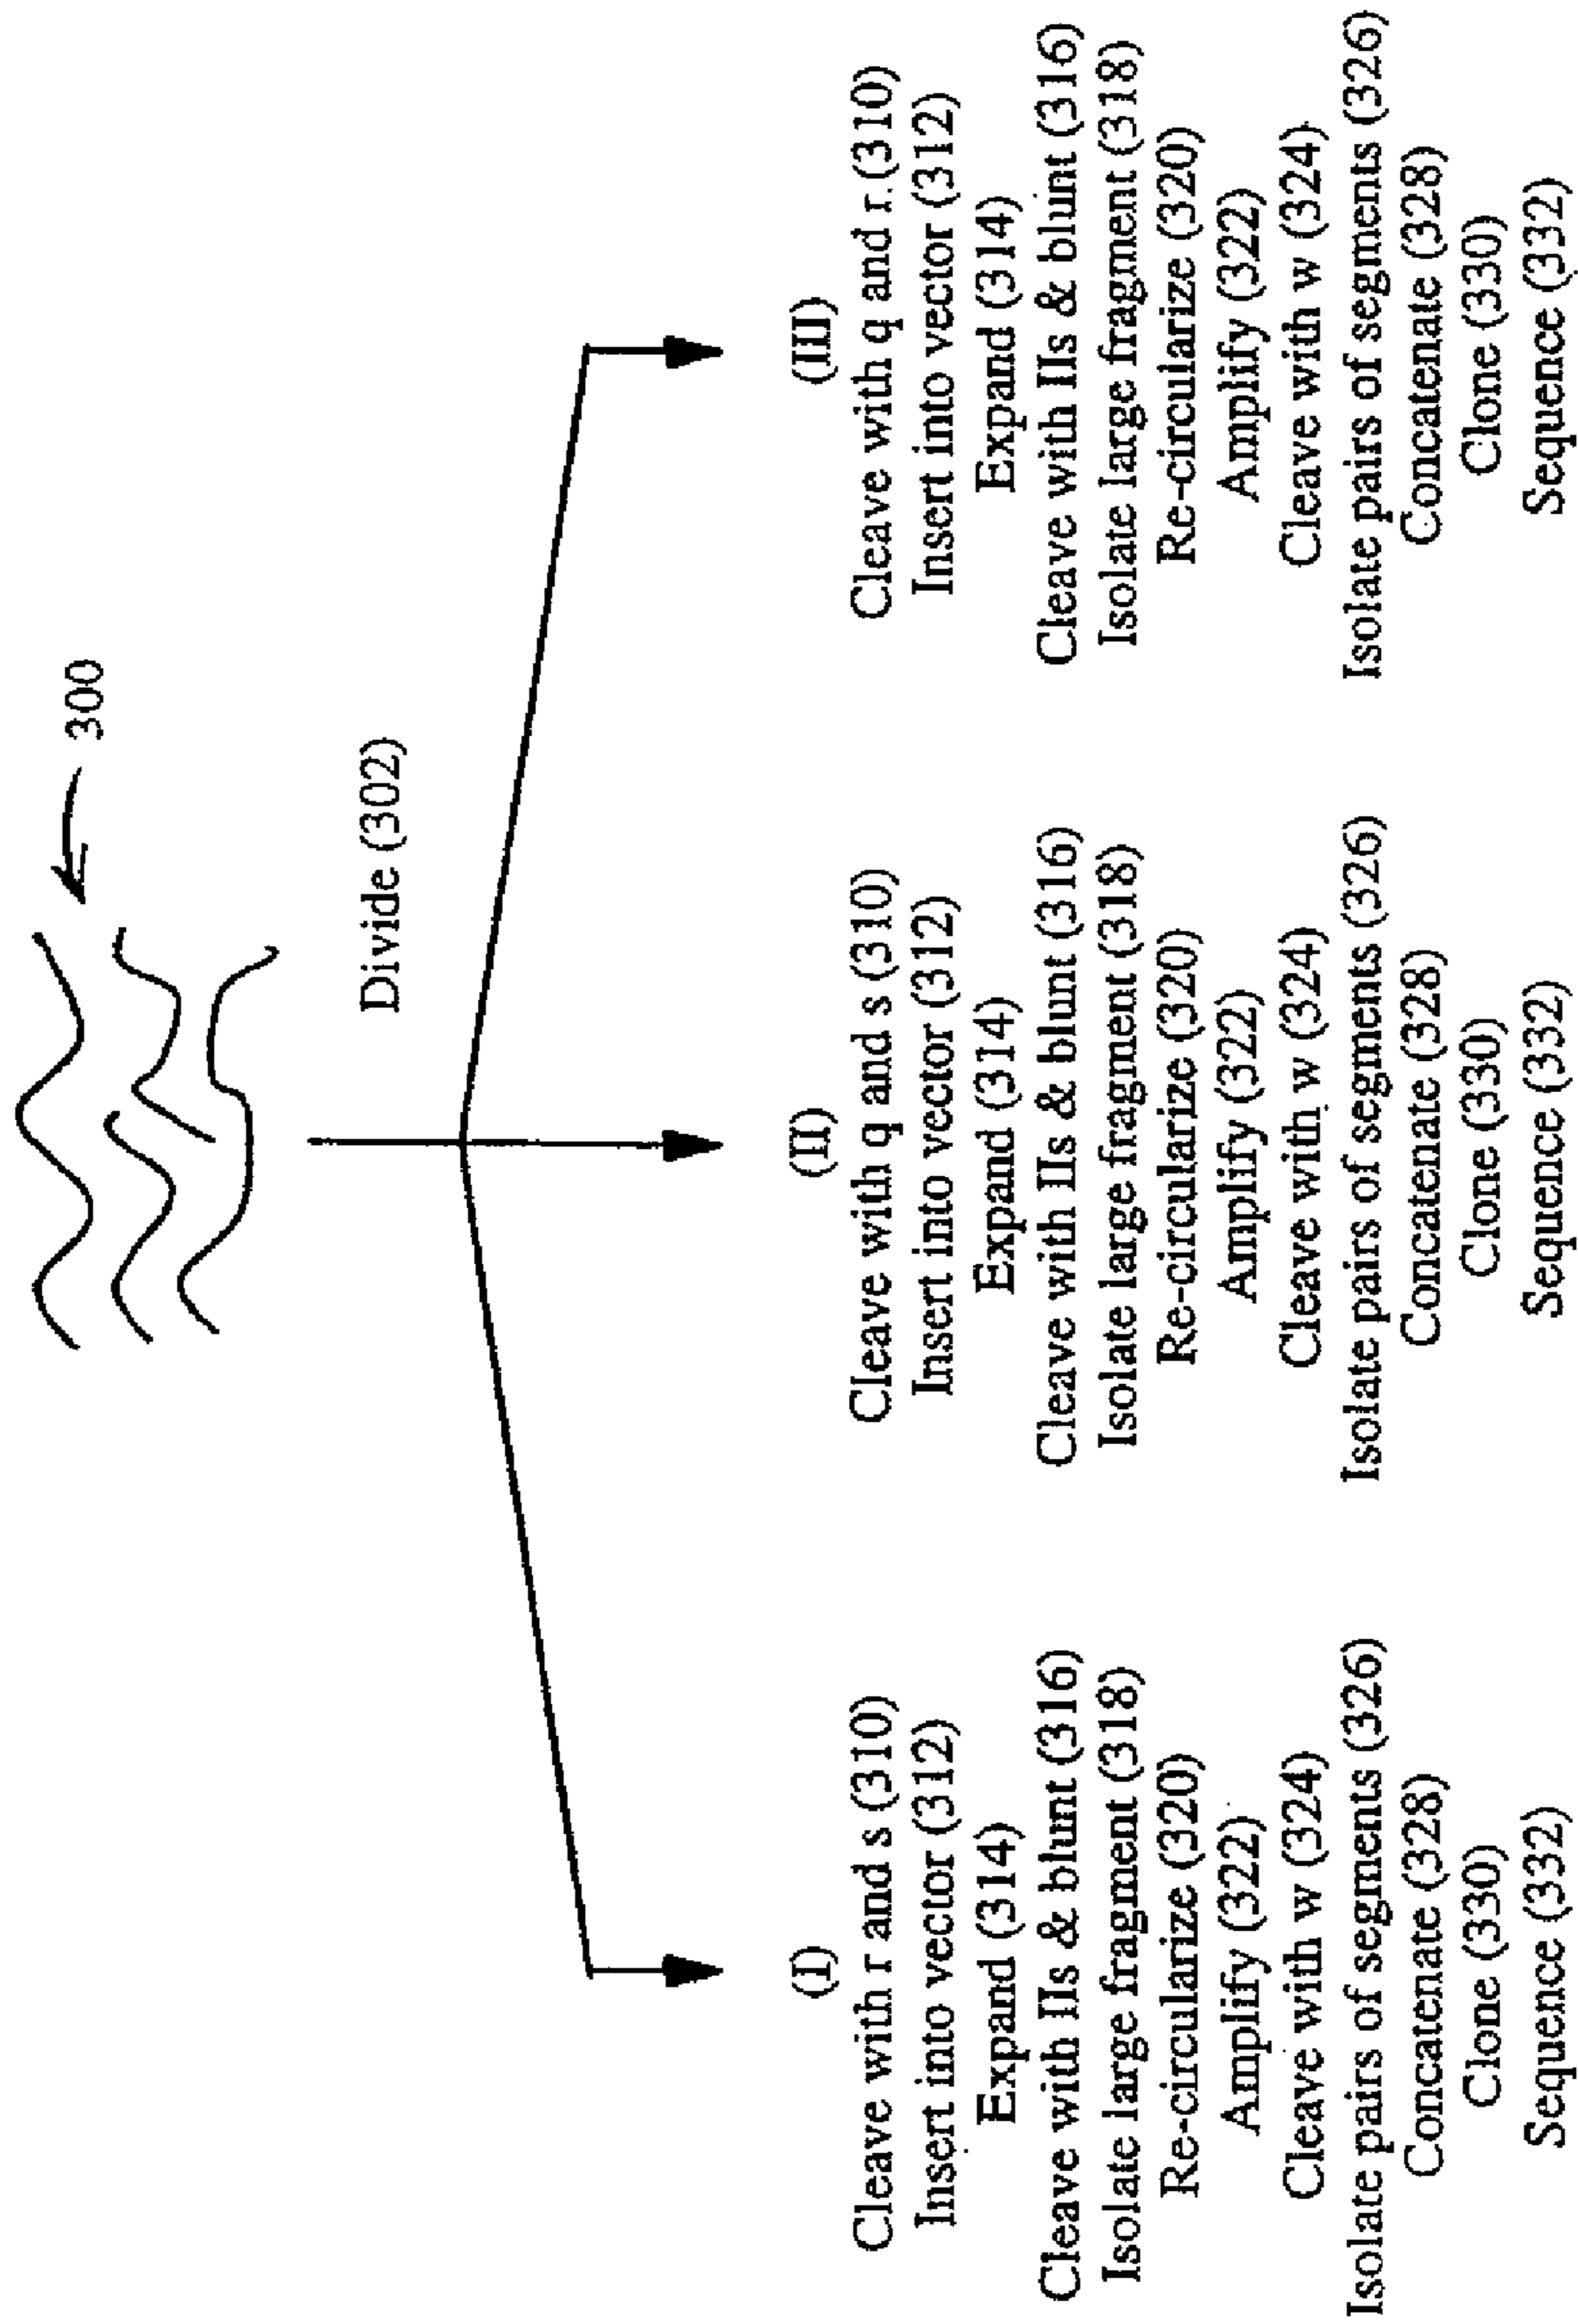 300
Divide (302)
(I)
Cleave with r and s (310)
Insert into vector (312)
Expand (314)
Cleave with IIs & blunt (316)
Isolate large fragment (318)
Re-circularize (320)
Amplify (322)
Cleave with w (324)
Isolate pairs of segments (326)
Concatenate (328)
Clone (330)
Sequence (332)
(II)
Cleave with q and s (310)
Insert into vector (312)
Expand (314)
Cleave with IIs & blunt (316)
Isolate large fragment (318)
Re-circularize (320)
Amplify (322)
Cleave with w (324)
Isolate pairs of segments (326)
Concatenate (328)
Clone (330)
Sequence (332)
(III)
Cleave with q and r (310)
Insert into vector (312)
Expand (314)
Cleave with IIs & blunt (316)
Isolate large fragment (318)
Re-circularize (320)
Amplify (322)
Cleave with w (324)
Isolate pairs of segments (326)
Concatenate (328)
Clone (330)
Sequence (332)